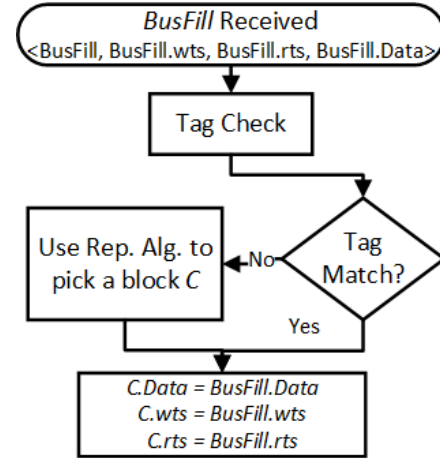 BusFill Received
<BusFill, BusFill.wts, BusFill.rts, BusFill.Data>
Tag Check
Tag
Match?
No
Use Rep. Alg. to
pick a block C
Yes
C.Data = BusFill.Data
C.wts = BusFill.wts
C.rts = BusFill.rts